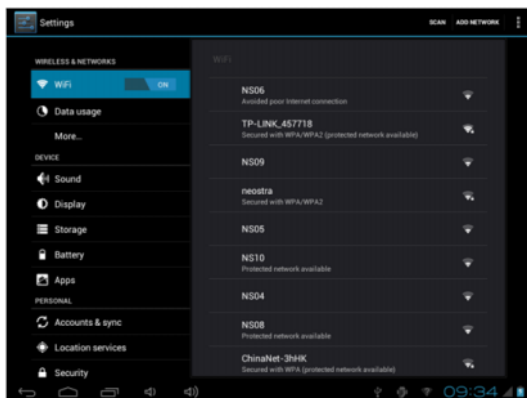 Settings
SCAN ADD NETWORK
WIRELESS & NETWORKS
WiFi ON
Data usage
More...
DEVICE
Sound
Display
Storage
Battery
Apps
PERSONAL
Accounts & sync
Location services
Security
WiFi
NS06
Avoided poor Internet connection
TP-LINK_457718
Secured with WPA/WPA2 (protected network available)
NS09
neostra
Secured with WPA/WPA2
NS05
NS10
Protected network available
NS04
NS08
Protected network available
ChinaNet-3hHK
Secured with WPA (protected network available)
09:34